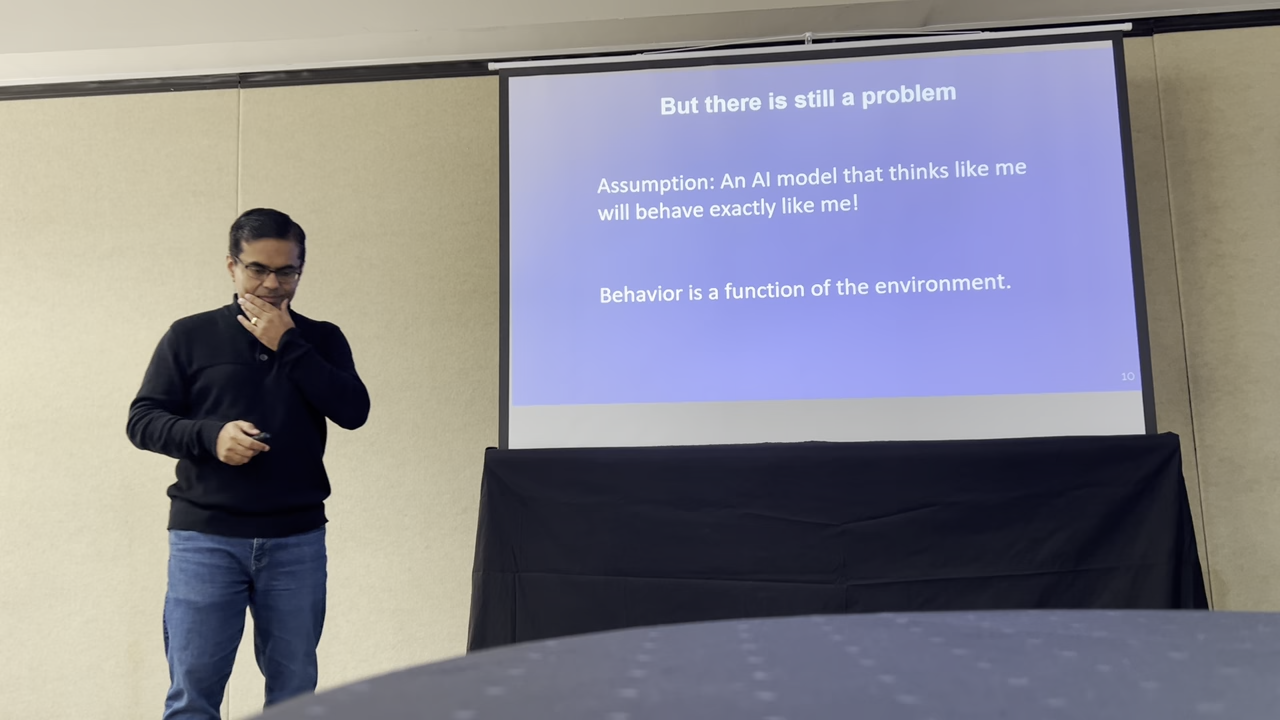 But there is still a problem
Assumption: An AI model that thinks like me
will behave exactly like me!
Behavior is a function of the environment.
10